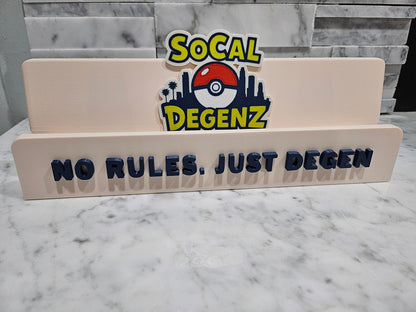 SOCAL
DEGENZ
NO RULES. JUST DEGEN